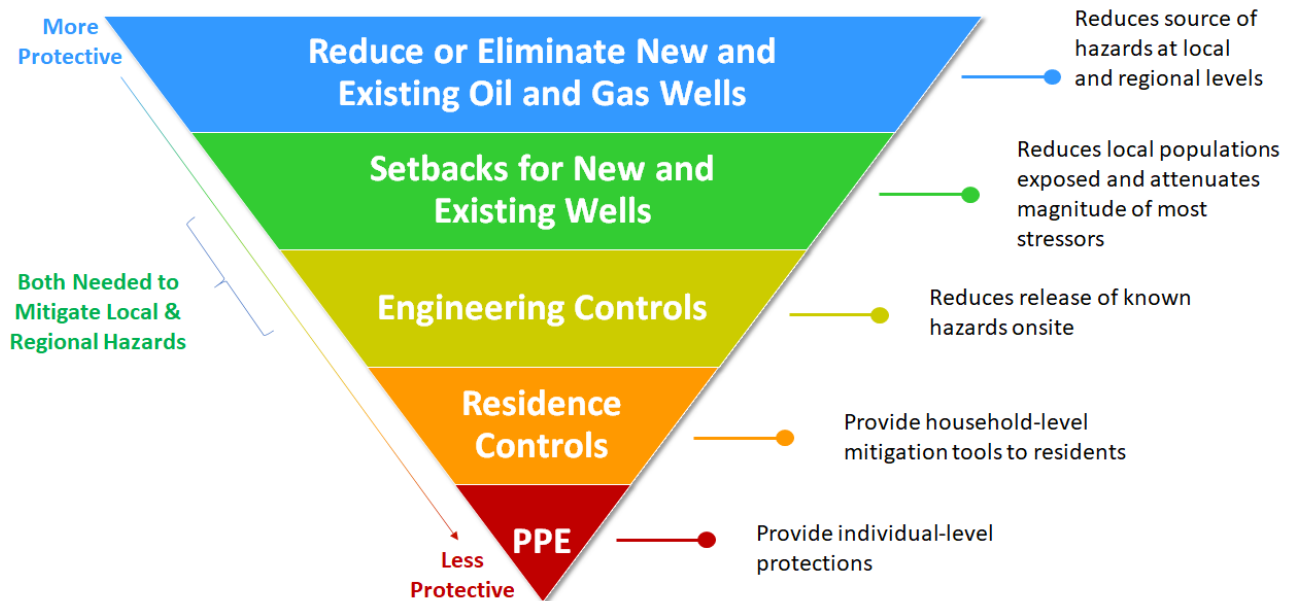 More
Protective
Reduce or Eliminate New and
Existing Oil and Gas Wells
Reduces source of
hazards at local
and regional levels
Setbacks for New and
Existing Wells
Reduces local populations
exposed and attenuates
magnitude of most
stressors
Both Needed to
Mitigate Local &
Regional Hazards
Engineering Controls
Reduces release of known
hazards onsite
Residence
Controls
Provide household-level
mitigation tools to residents
PPE
Provide individual-level
protections
Less
Protective